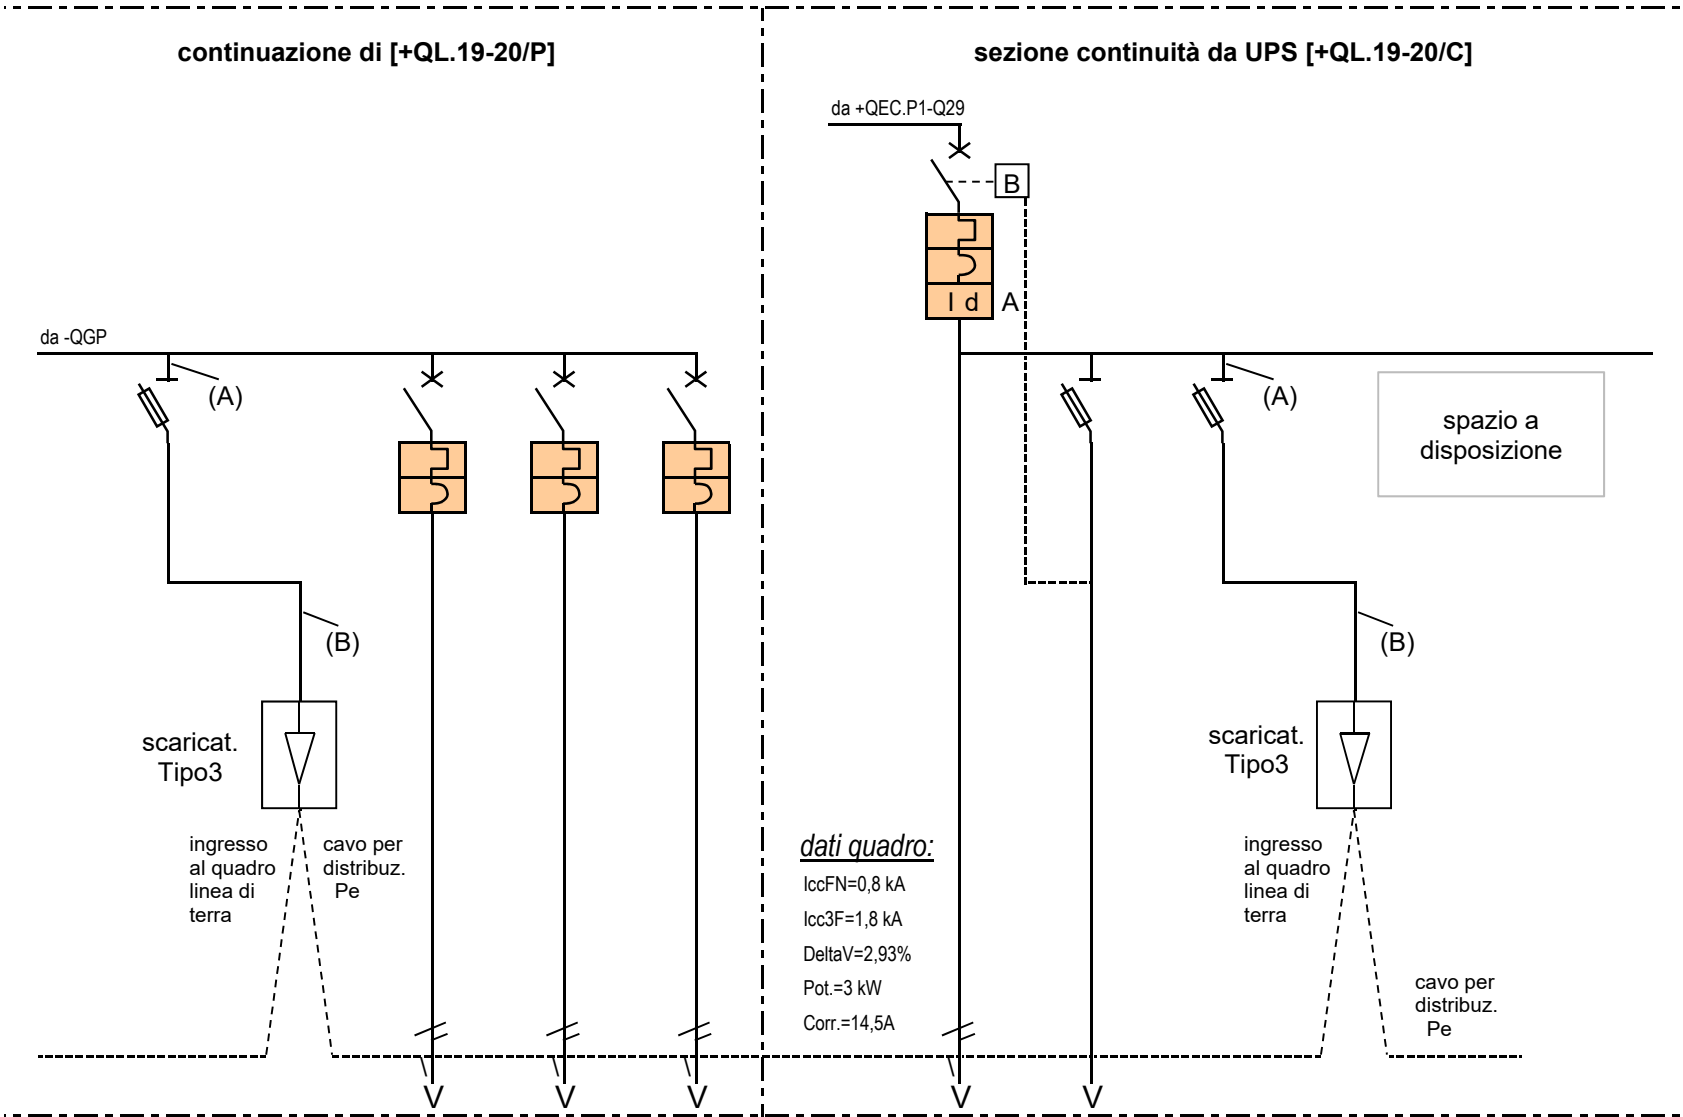 continuazione di [+QL.19-20/P]
sezione continuità da UPS [+QL.19-20/C]
da +QEC.P1-Q29
B
I d
A
da -QGP
(A)
(A)
spazio a
disposizione
(B)
(B)
scaricat.
Tipo3
scaricat.
Tipo3
ingresso
al quadro
linea di
terra
cavo per
distribuz.
Pe
dati quadro:
IccFN=0,8 kA
Icc3F=1,8 kA
DeltaV=2,93%
Pot.=3 kW
Corr.=14,5A
ingresso
al quadro
linea di
terra
cavo per
distribuz.
Pe